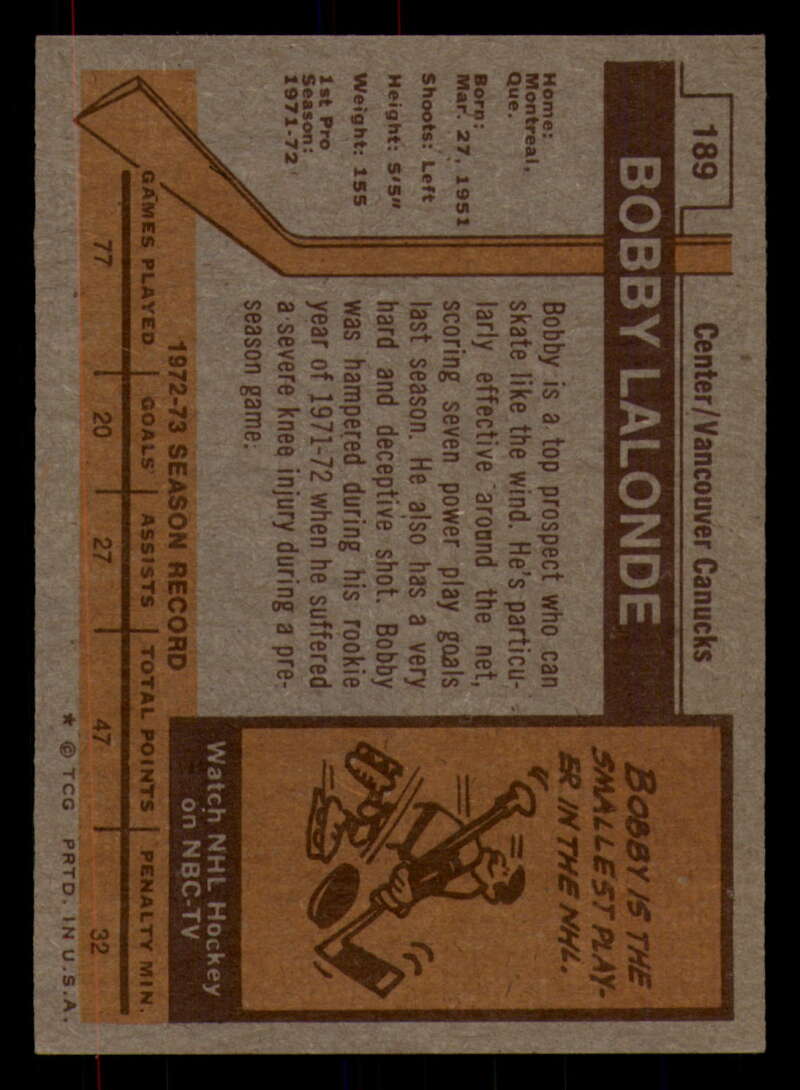 189
Center/Vancouver Canucks
BOBBY LALONDE
Home:
Montreal,
Que.
Born:
Mar. 27, 1951
Shoots: Left
Height: 5'5"
Weight: 155
1st Pro
Season:
1971-72
Bobby is a top prospect who can
skate like the wind. He's particu-
larly effective around the net,
scoring seven power play goals
last season. He also has a very
hard and deceptive shot. Bobby
was hampered during his rookie
year of 1971-72 when he suffered
a severe knee injury during a pre-
season game.
BOBBY IS THE
SMALLEST PLAY-
ER IN THE NHL.
Watch NHL Hockey
on NBC-TV
1972-73 SEASON RECORD
GAMES PLAYED GOALS ASSISTS TOTAL POINTS PENALTY MIN.
77 20 27 47 32
* © TCG PRTD. IN U.S.A.